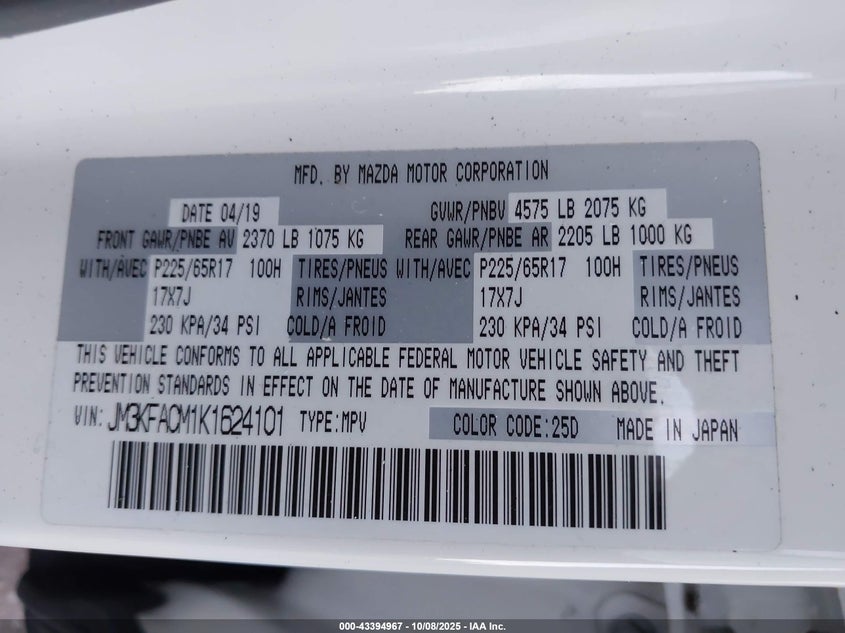 MFD. BY MAZDA MOTOR CORPORATION
DATE 04/19 GVWR/PNBV 4575 LB 2075 KG
FRONT GAWR/PNBE AV 2370 LB 1075 KG REAR GAWR/PNBE AR 2205 LB 1000 KG
WITH/AVEC P225/65R17 100H TIRES/PNEUS WITH/AVEC P225/65R17 100H TIRES/PNEUS
17X7J RIMS/JANTES 17X7J RIMS/JANTES
230 KPA/34 PSI COLD/A FROID 230 KPA/34 PSI COLD/A FROID
THIS VEHICLE CONFORMS TO ALL APPLICABLE FEDERAL MOTOR VEHICLE SAFETY AND THEFT
PREVENTION STANDARDS IN EFFECT ON THE DATE OF MANUFACTURE SHOWN ABOVE.
VIN: JM3KFACM1K1624101 TYPE:MPV COLOR CODE:25D MADE IN JAPAN
000-43394967 - 10/08/2025 - IAA Inc.